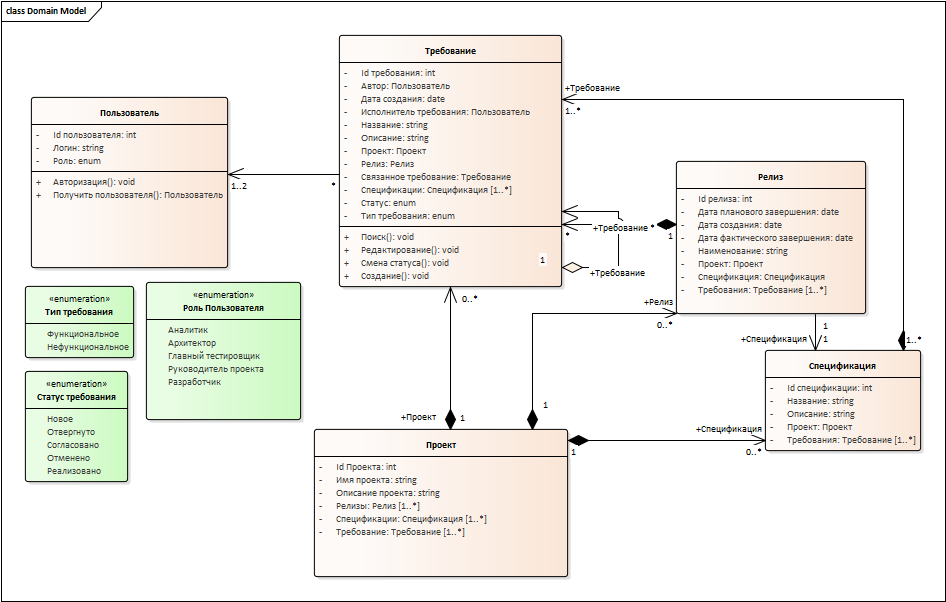 class Domain Model
Пользователь
- Id пользователя: int
- Логин: string
- Роль: enum
+ Авторизация(): void
+ Получить пользователя(): Пользователь
Требование
- Id требования: int
- Автор: Пользователь
- Дата создания: date
- Исполнитель требования: Пользователь
- Название: string
- Описание: string
- Проект: Проект
- Релиз: Релиз
- Связанное требование: Требование
- Спецификации: Спецификация [1..*]
- Статус: enum
- Тип требования: enum
+ Поиск(): void
+ Редактирование(): void
+ Смена статуса(): void
+ Создание(): void
1..2
*
+Требование
1..*
*
+Требование
*
1
1
+Требование
0..*
Релиз
- Id релиза: int
- Дата планового завершения: date
- Дата создания: date
- Дата фактического завершения: date
- Наименование: string
- Проект: Проект
- Спецификация: Спецификация
- Требования: Требование [1..*]
+Релиз
0..*
1
+Спецификация
1
1..*
«enumeration»
Тип требования
Функциональное
Нефункциональное
«enumeration»
Роль Пользователя
Аналитик
Архитектор
Главный тестировщик
Руководитель проекта
Разработчик
«enumeration»
Статус требования
Новое
Отвергнуто
Согласовано
Отменено
Реализовано
Спецификация
- Id спецификации: int
- Название: string
- Описание: string
- Проект: Проект
- Требования: Требование [1..*]
+Проект
1
1
+Спецификация
1
0..*
Проект
- Id Проекта: int
- Имя проекта: string
- Описание проекта: string
- Релизы: Релиз [1..*]
- Спецификации: Спецификация [1..*]
- Требование: Требование [1..*]